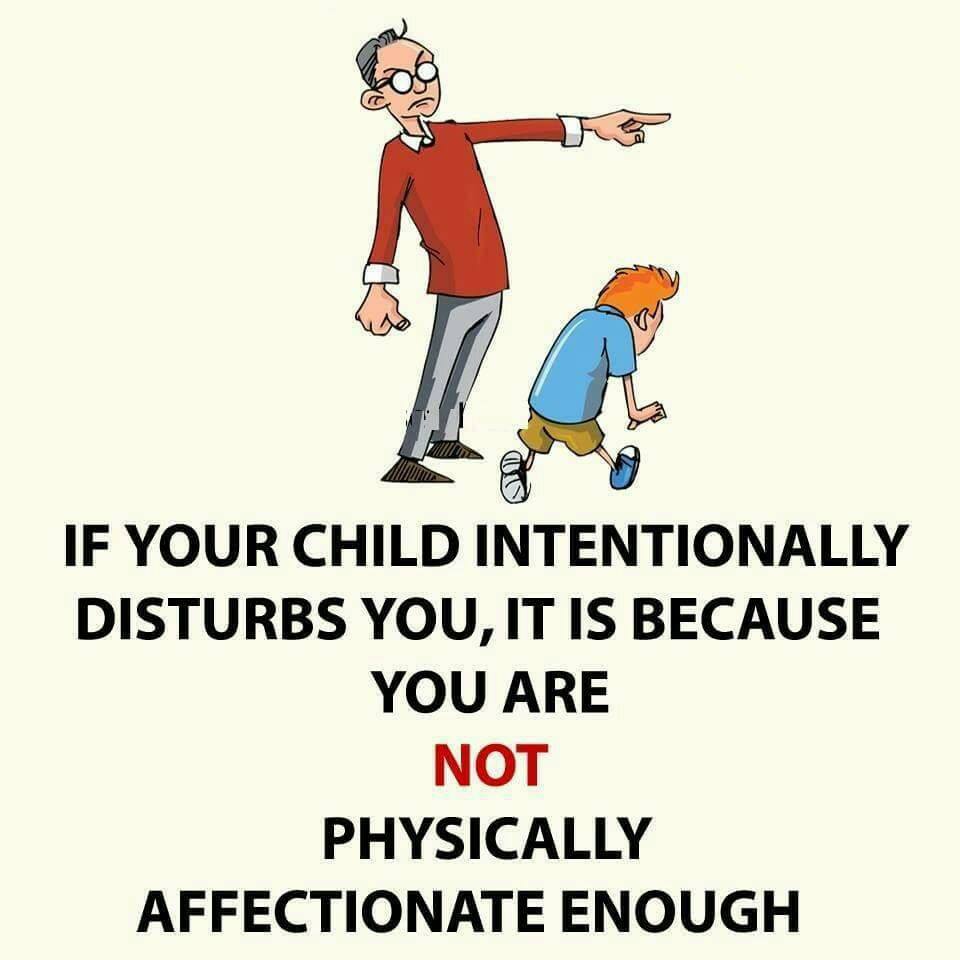 IF YOUR CHILD INTENTIONALLY
DISTURBS YOU, IT IS BECAUSE
YOU ARE
NOT
PHYSICALLY
AFFECTIONATE ENOUGH